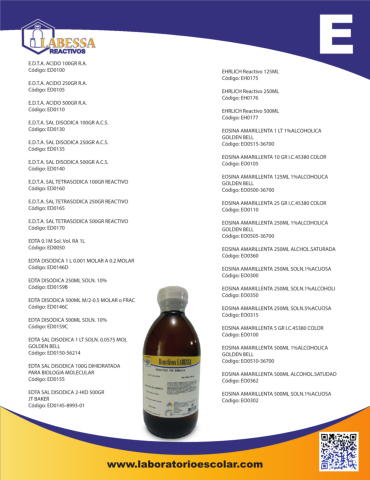 LABESSA
REACTIVOS
E
E.D.T.A. ACIDO 100GR R.A.
Código: ED0100
E.D.T.A. ACIDO 250GR R.A.
Código: ED0105
E.D.T.A. ACIDO 500GR R.A.
Código: ED0110
E.D.T.A. SAL DISODICA 100GR A.C.S.
Código: ED0130
E.D.T.A. SAL DISODICA 250GR A.C.S.
Código: ED0135
E.D.T.A. SAL DISODICA 500GR A.C.S.
Código: ED0140
E.D.T.A. SAL TETRASODICA 100GR REACTIVO
Código: ED0160
E.D.T.A. SAL TETRASODICA 250GR REACTIVO
Código: ED0165
E.D.T.A. SAL TETRASODICA 500GR REACTIVO
Código: ED0170
EDTA 0.1M Sol. Vol. RA 1L
Código: ED0050
EDTA DISODICA 1 L 0.001 MOLAR A 0.2 MOLAR
Código: ED0146D
EDTA DISODICA 250ML SOLN. 10%
Código: ED0159B
EDTA DISODICA 500ML M/2-0.5 MOLAR o FRAC
Código: ED0146C
EDTA DISODICA 500ML SOLN. 10%
Código: ED0159C
EDTA SAL DISODICA 1 LT SOLN. 0.0575 MOL
GOLDEN BELL
Código: ED0150-56214
EDTA SAL DISODICA 100G DIHIDRATADA
PARA BIOLOGIA MOLECULAR
Código: ED0155
EDTA SAL DISODICA 2-HID 500GR
JT BAKER
Código: ED0145-8993-01
EHRLICH Reactivo 125ML
Código: EH0175
EHRLICH Reactivo 250ML
Código: EH0176
EHRLICH Reactivo 500ML
Código: EH0177
EOSINA AMARILLENTA 1 LT 1%ALCOHOLICA
GOLDEN BELL
Código: EO0515-36700
EOSINA AMARILLENTA 10 GR I.C.45380 COLOR
Código: EO0105
EOSINA AMARILLENTA 125ML 1%ALCOHOLICA
GOLDEN BELL
Código: EO0500-36700
EOSINA AMARILLENTA 25 GR I.C.45380 COLOR
Código: EO0110
EOSINA AMARILLENTA 250ML 1%ALCOHOLICA
GOLDEN BELL
Código: EO0505-36700
EOSINA AMARILLENTA 250ML ALCHOL.SATURADA
Código: EO0360
EOSINA AMARILLENTA 250ML SOLN.1%ACUOSA
Código: EO0300
EOSINA AMARILLENTA 250ML SOLN.1%ALCOHOLI
Código: EO0350
EOSINA AMARILLENTA 250ML SOLN.5%ACUOSA
Código: EO0315
EOSINA AMARILLENTA 5 GR I.C.45380 COLOR
Código: EO0100
EOSINA AMARILLENTA 500ML 1%ALCOHOLICA
GOLDEN BELL
Código: EO0510-36700
EOSINA AMARILLENTA 500ML ALCOHOL.SATUDAD
Código: EO0362
EOSINA AMARILLENTA 500ML SOLN.1%ACUOSA
Código: EO0302
Reactivos LABESSA
www.laboratorioescolar.com